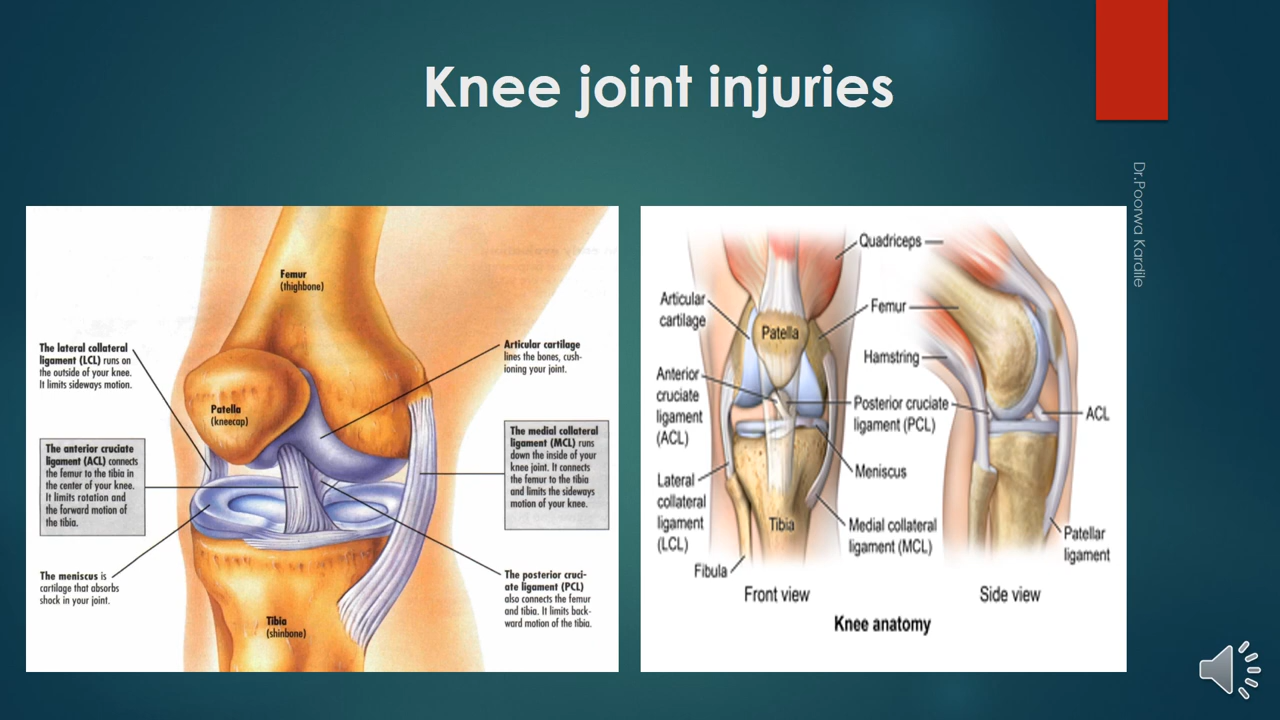 Knee joint injuries
Dr.Poorwa Kardile
Femur
(thighbone)
The lateral collateral
ligament (LCL) runs on
the outside of your knee.
It limits sideways motion.
Articular cartilage
lines the bones, cush-
ioning your joint.
Patella
(kneecap)
The anterior cruciate
ligament (ACL) connects
the femur to the tibia in
the center of your knee.
It limits rotation and
the forward motion of
the tibia.
The medial collateral
ligament (MCL) runs
down the inside of your
knee joint. It connects
the femur to the tibia
and limits the sideways
motion of your knee.
The meniscus is
cartilage that absorbs
shock in your joint.
The posterior cruci-
ate ligament (PCL)
also connects the femur
and tibia. It limits back-
ward motion of the tibia.
Tibia
(shinbone)
Quadriceps
Articular
cartilage
Femur
Patella
Hamstring
Anterior
cruciate
ligament
(ACL)
Posterior cruciate
ligament (PCL)
ACL
Meniscus
Lateral
collateral
ligament
(LCL)
Tibia
Medial collateral
ligament (MCL)
Patellar
ligament
Fibula
Front view
Side view
Knee anatomy